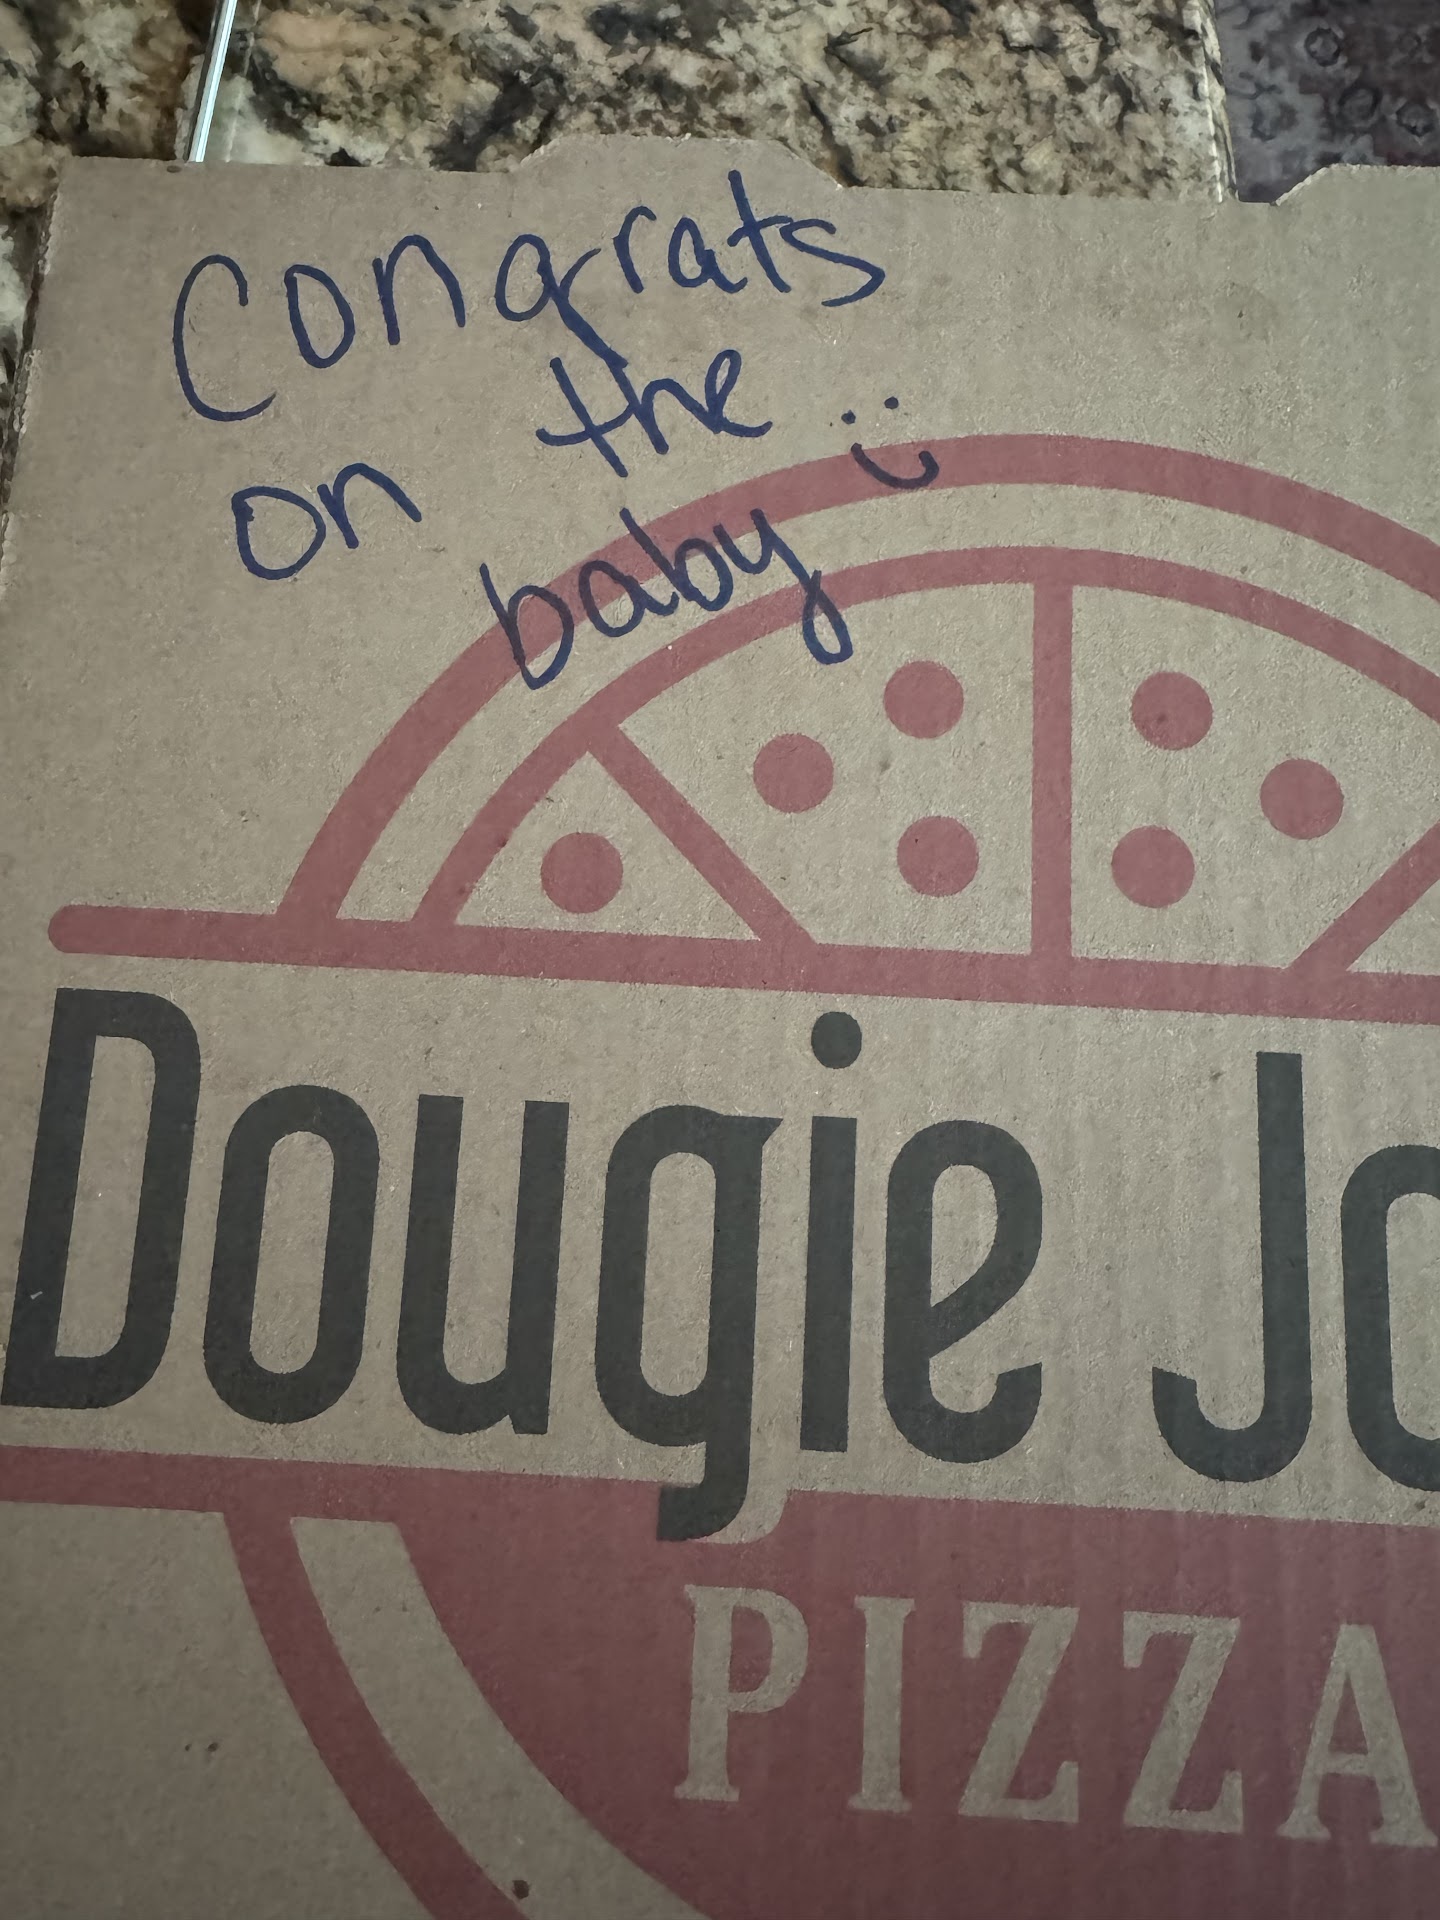 Congrats
on the :)
baby
Dougie Jo
PIZZA